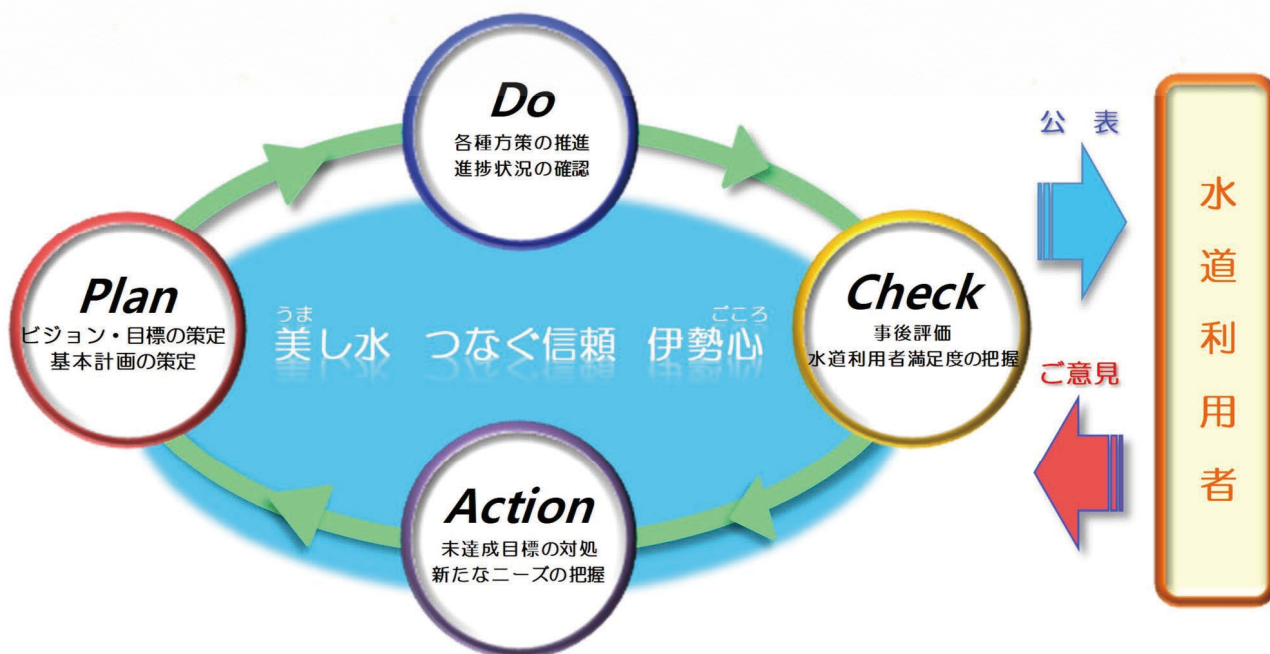 Do
各種方策の推進
進捗状況の確認
公 表
Plan
ビジョン・目標の策定
基本計画の策定
うま ごころ
美し水 つなぐ信頼 伊勢心
Check
事後評価
水道利用者満足度の把握
ご意見
Action
未達成目標の対処
新たなニーズの把握
水道利用者